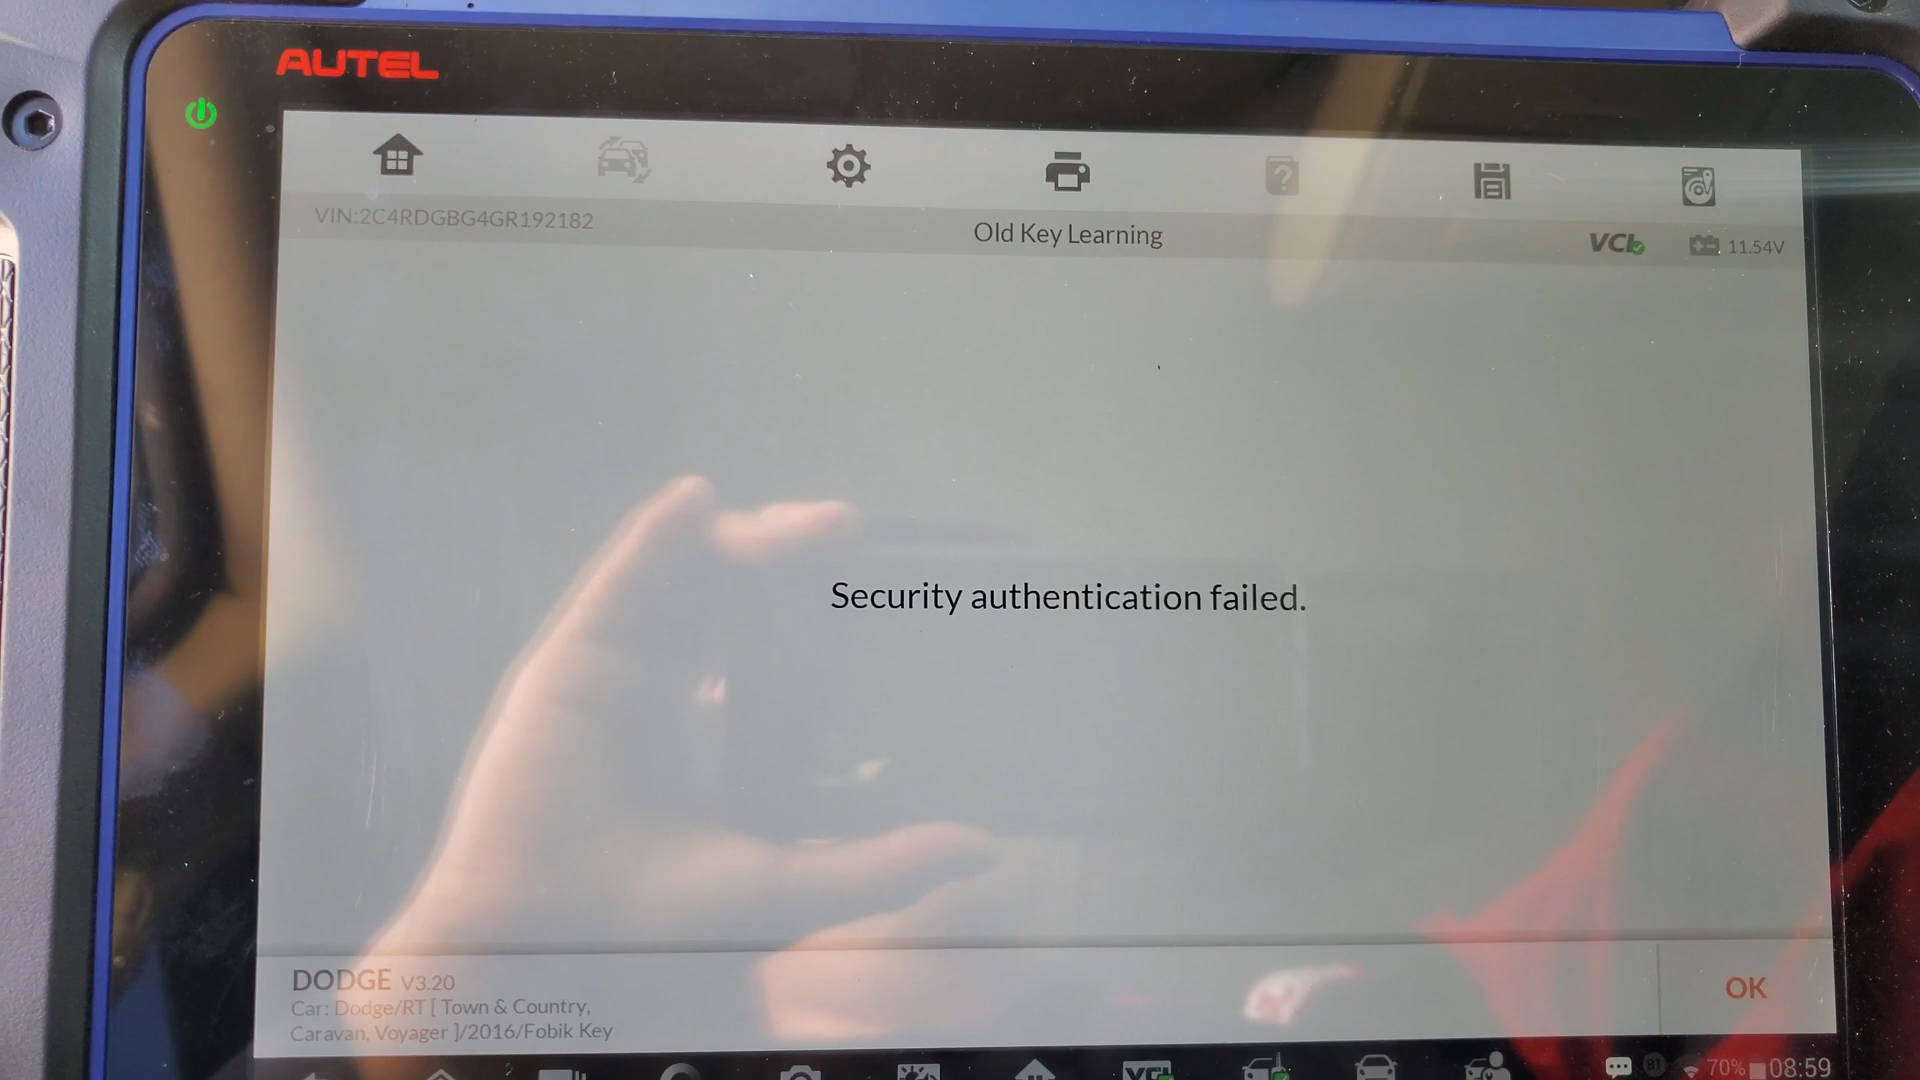 AUTEL
VIN:2C4RDGBG4GR192182
Old Key Learning
VCI
11.54V
Security authentication failed.
DODGE V3.20
Car: Dodge/RT [ Town & Country,
Caravan, Voyager ]/2016/Fobik Key
OK
VCI
70%
08:59